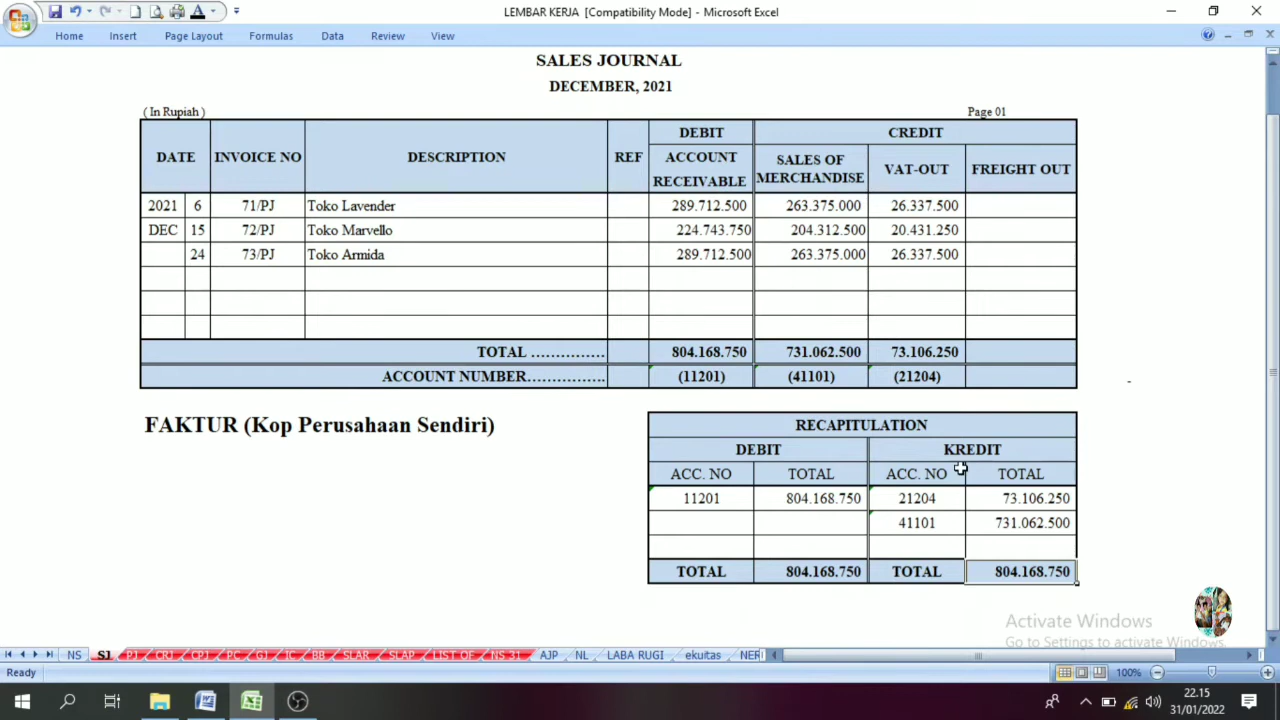 LEMBAR KERJA [Compatibility Mode] - Microsoft Excel
Home Insert Page Layout Formulas Data Review View
SALES JOURNAL
DECEMBER, 2021
( In Rupiah ) Page 01
DATE INVOICE NO DESCRIPTION REF DEBIT CREDIT
ACCOUNT RECEIVABLE SALES OF MERCHANDISE VAT-OUT FREIGHT OUT
2021 6 71/PJ Toko Lavender 289.712.500 263.375.000 26.337.500
DEC 15 72/PJ Toko Marvello 224.743.750 204.312.500 20.431.250
24 73/PJ Toko Armida 289.712.500 263.375.000 26.337.500
TOTAL …………… 804.168.750 731.062.500 73.106.250
ACCOUNT NUMBER…………….. (11201) (41101) (21204)
FAKTUR (Kop Perusahaan Sendiri)
RECAPITULATION
DEBIT KREDIT
ACC. NO TOTAL ACC. NO TOTAL
11201 804.168.750 21204 73.106.250
41101 731.062.500
TOTAL 804.168.750 TOTAL 804.168.750
Activate Windows
Go to Settings to activate Windows.
NS SJ PJ CRJ CPJ PC GJ IC BB SLAR SLAP LIST OF NS 31 AJP NL LABA RUGI ekuitas NER
Ready 100%
22.15
31/01/2022